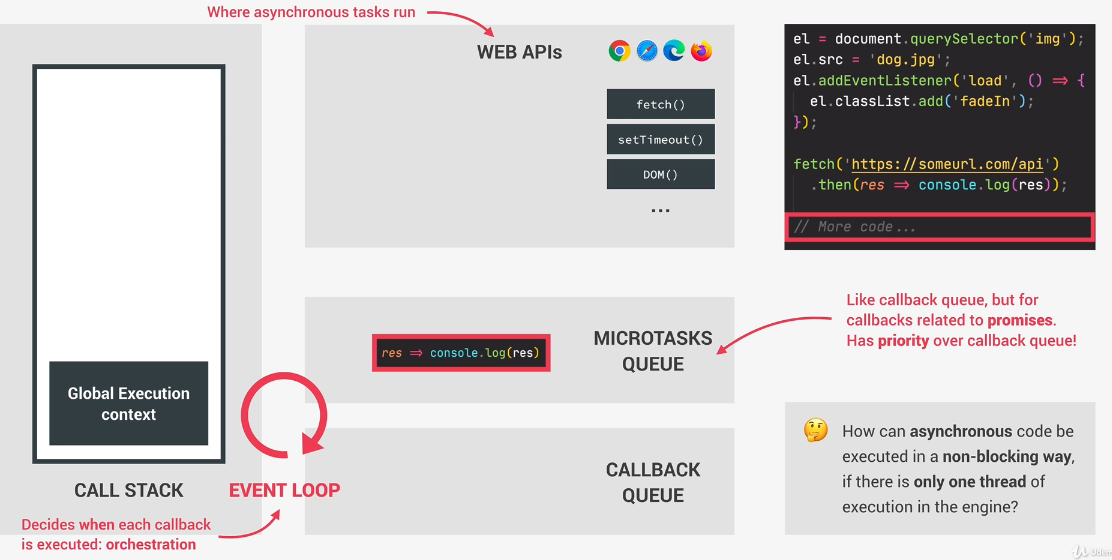 Where asynchronous tasks run
WEB APIs
fetch()
setTimeout()
DOM()
...
el = document.querySelector('img');
el.src = 'dog.jpg';
el.addEventListener('load', () => {
  el.classList.add('fadeIn');
});
fetch('https://someurl.com/api')
  .then(res => console.log(res));
// More code...
Global Execution
context
CALL STACK
EVENT LOOP
Decides when each callback
is executed: orchestration
res => console.log(res)
MICROTASKS
QUEUE
Like callback queue, but for
callbacks related to promises.
Has priority over callback queue!
CALLBACK
QUEUE
How can asynchronous code be
executed in a non-blocking way,
if there is only one thread of
execution in the engine?